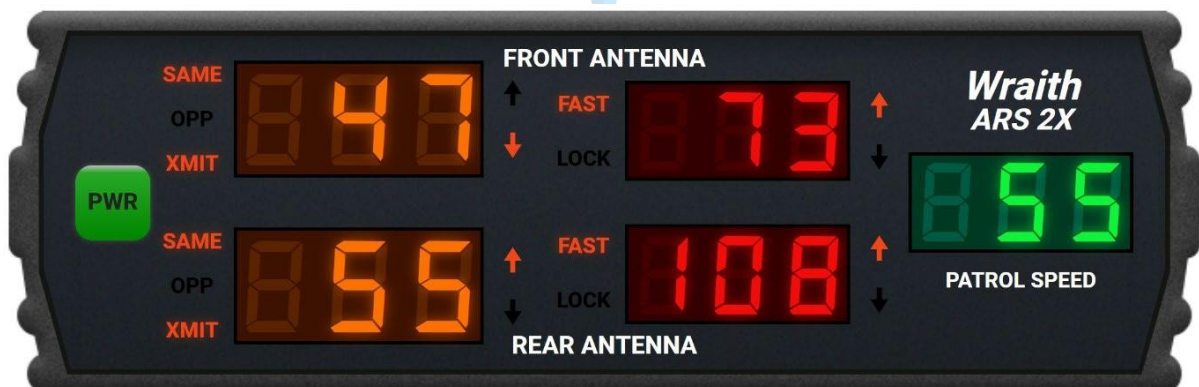 FRONT ANTENNA
SAME
OPP
XMIT
47
FAST
LOCK
73
Wraith
ARS 2X
PWR
55
PATROL SPEED
SAME
OPP
XMIT
55
FAST
LOCK
108
REAR ANTENNA